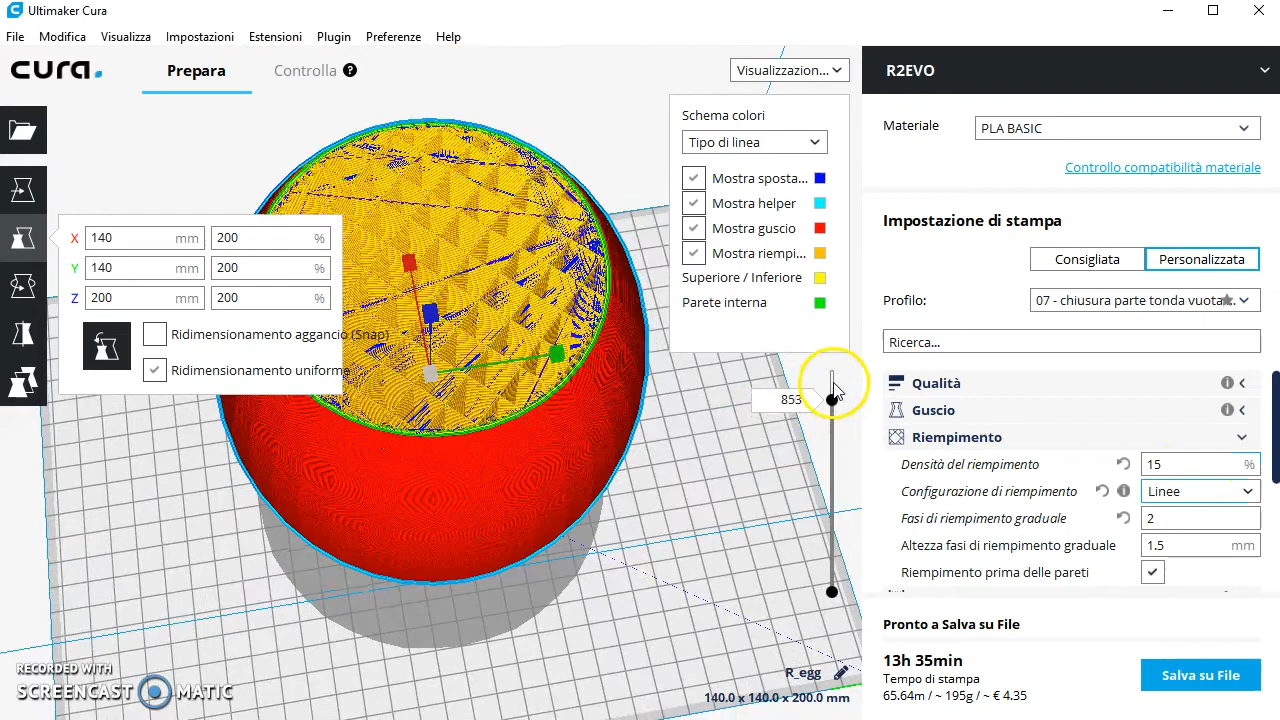 Ultimaker Cura
File Modifica Visualizza Impostazioni Estensioni Plugin Preferenze Help
cura.
Prepara
Controlla ?
Visualizzazion...
R2EVO
Schema colori
Tipo di linea
Mostra sposta...
Mostra helper
Mostra guscio
Mostra riempi...
Superiore / Inferiore
Parete interna
X 140 mm 200 %
Y 140 mm 200 %
Z 200 mm 200 %
Ridimensionamento aggancio (Snap)
Ridimensionamento uniforme
853
Materiale
PLA BASIC
Controllo compatibilità materiale
Impostazione di stampa
Consigliata
Personalizzata
Profilo:
07 - chiusura parte tonda vuota...
Ricerca...
Qualità
Guscio
Riempimento
Densità del riempimento 15 %
Configurazione di riempimento Linee
Fasi di riempimento graduale 2
Altezza fasi di riempimento graduale 1.5 mm
Riempimento prima delle pareti
Pronto a Salva su File
13h 35min
Tempo di stampa
65.64m / ~ 195g / ~ € 4.35
Salva su File
R_egg
140.0 x 140.0 x 200.0 mm
RECORDED WITH
SCREENCAST MATIC